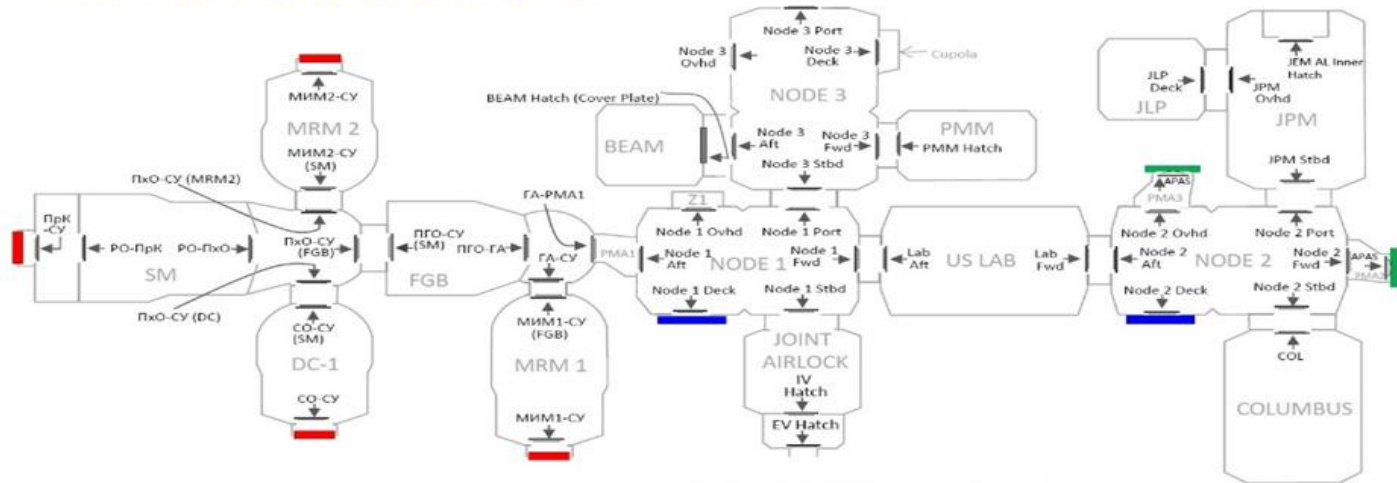 Node 3 Port
Node 3
Ovhd
Node 3
Deck
Cupola
NODE 3
BEAM Hatch (Cover Plate)
BEAM
Node 3
Aft
Node 3
Fwd
Node 3 Stbd
PMM
PMM Hatch
JEM AL Inner
Hatch
JLP
Deck
JLP
JPM
Ovhd
JPM
JPM Stbd
МИМ2-СУ
MRM 2
МИМ2-СУ
(SM)
ПхО-СУ (MRM2)
ПрК
-СУ
РО-ПрК
РО-ПхО
SM
ПхО-СУ
(FGB)
ПхО-СУ (DC)
СО-СУ
(SM)
DC-1
СО-СУ
ПГО-СУ
(SM)
ПГО-ГА
FGB
ГА-PMA1
ГА-СУ
МИМ1-СУ
(FGB)
MRM 1
МИМ1-СУ
PMA1
Z1
Node 1 Ovhd
Node 1 Port
Node 1
Aft
NODE 1
Node 1
Fwd
Node 1 Deck
Node 1 Stbd
JOINT
AIRLOCK
IV
Hatch
EV Hatch
Lab
Aft
US LAB
Lab
Fwd
APAS
PMA3
Node 2 Ovhd
Node 2 Port
Node 2
Aft
NODE 2
Node 2
Fwd
APAS
PMA2
Node 2 Deck
Node 2 Stbd
COL
COLUMBUS